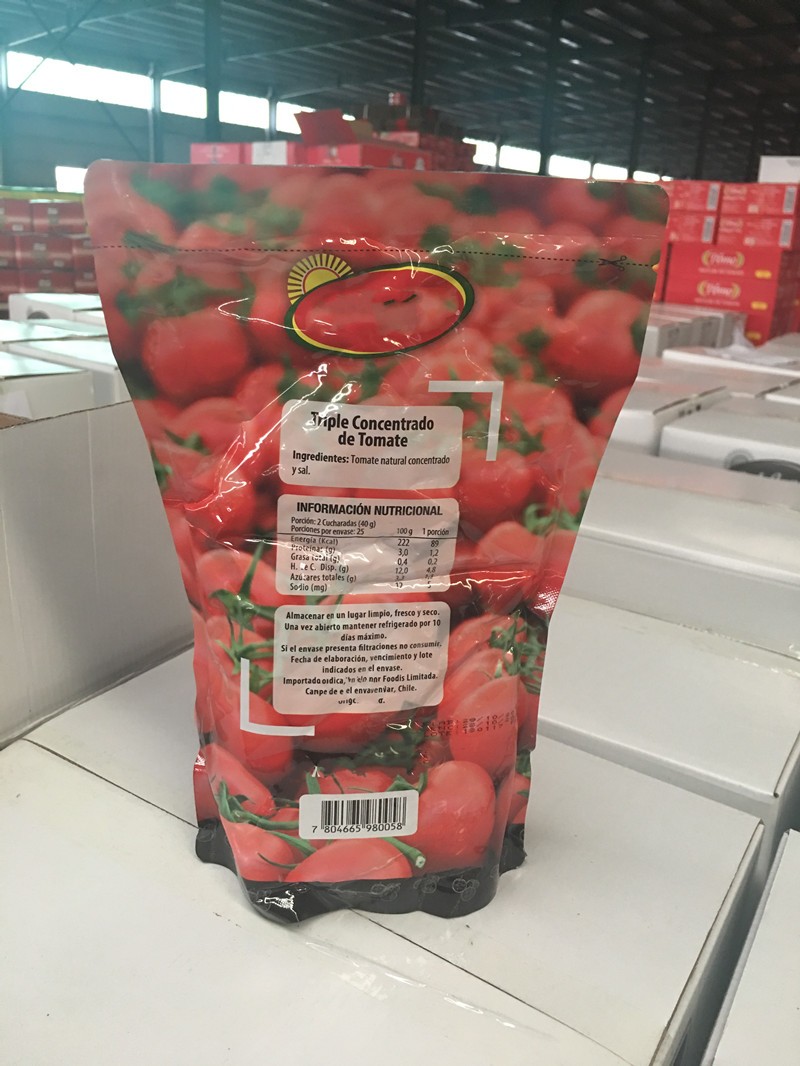 Triple Concentrado
de Tomate
Ingredientes: Tomate natural concentrado
y sal.
INFORMACIÓN NUTRICIONAL
Porción: 2 Cucharadas (40 g)
Porciones por envase: 25 100 g 1 porción
Energía (Kcal) 222 89
Proteínas (g) 3,0 1,2
Grasa total (g) 0,4 0,2
H. de C. Disp. (g) 12,0 4,8
Azúcares totales (g)
Sodio (mg) 12 5
Almacenar en un lugar limpio, fresco y seco.
Una vez abierto mantener refrigerado por 10
días máximo.
Si el envase presenta filtraciones no consumir.
Fecha de elaboración, vencimiento y lote
indicados en el envase.
Importado por Foodis Limitada.
Chile.
7 804665 980058